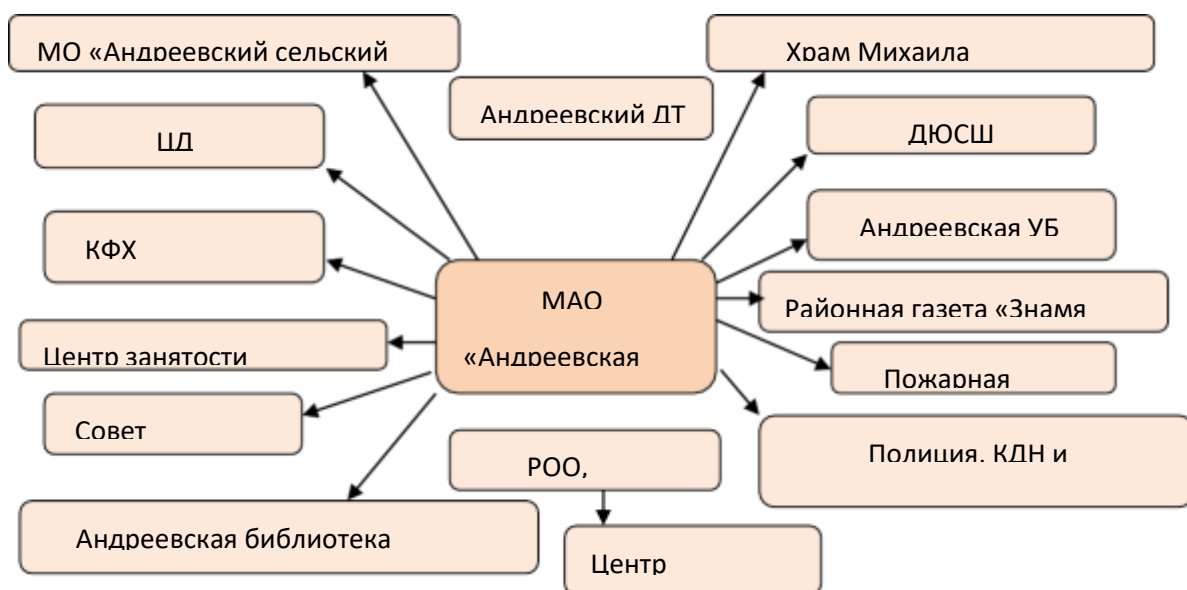 МО «Андреевский сельский
Храм Михаила
Андреевский ДТ
ЦД
ДЮСШ
Андреевская УБ
КФХ
МАО
«Андреевская
Районная газета «Знамя
Центр занятости
Пожарная
Совет
Полиция, КДН и
РОО,
Андреевская библиотека
Центр